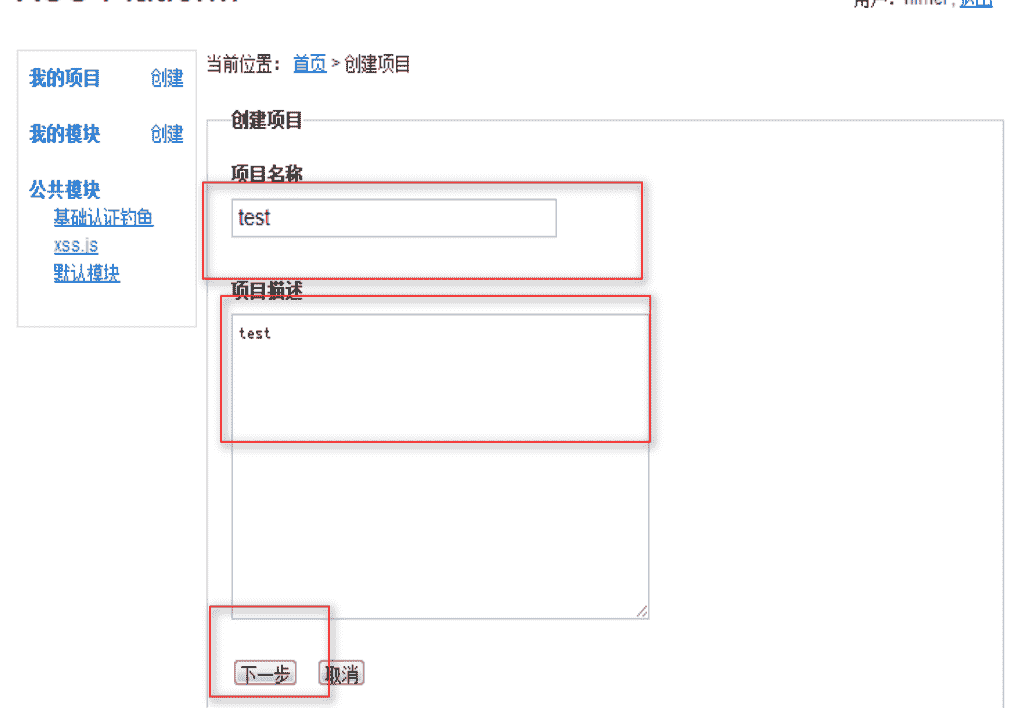 我的项目 创建
我的模块 创建
公共模块
基础认证钓鱼
xss.js
默认模块
当前位置: 首页 > 创建项目
创建项目
项目名称
test
项目描述
test
下一步 取消